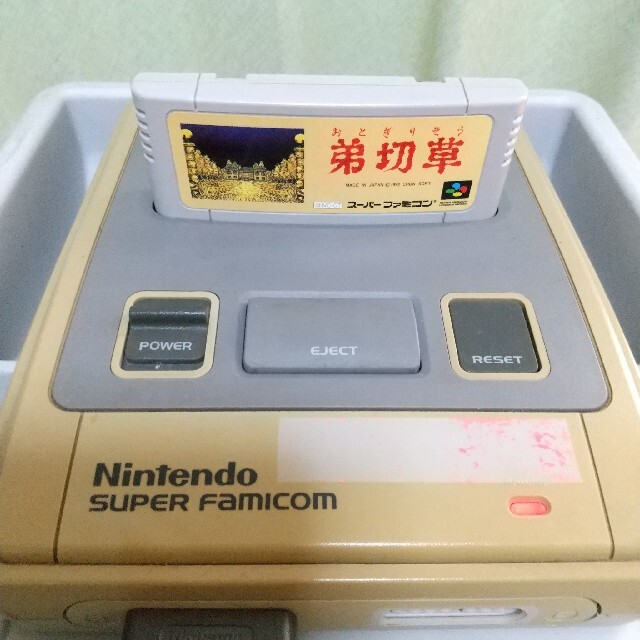 おとぎりそう
弟切草
スーパーファミコン
POWER
EJECT
RESET
Nintendo
SUPER FAMICOM